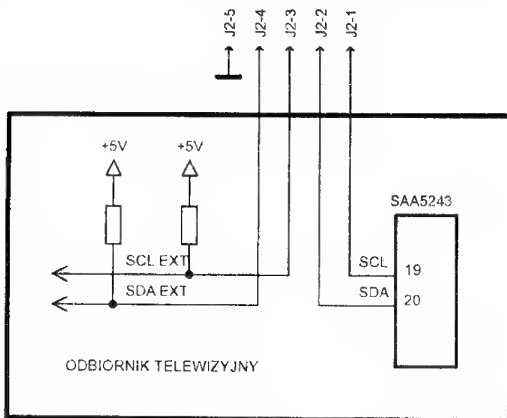 J2-5 J2-4 J2-3 J2-2 J2-1
+5V +5V
SAA5243
SCL EXT SCL 19
SDA EXT SDA 20
ODBIORNIK TELEWIZYJNY